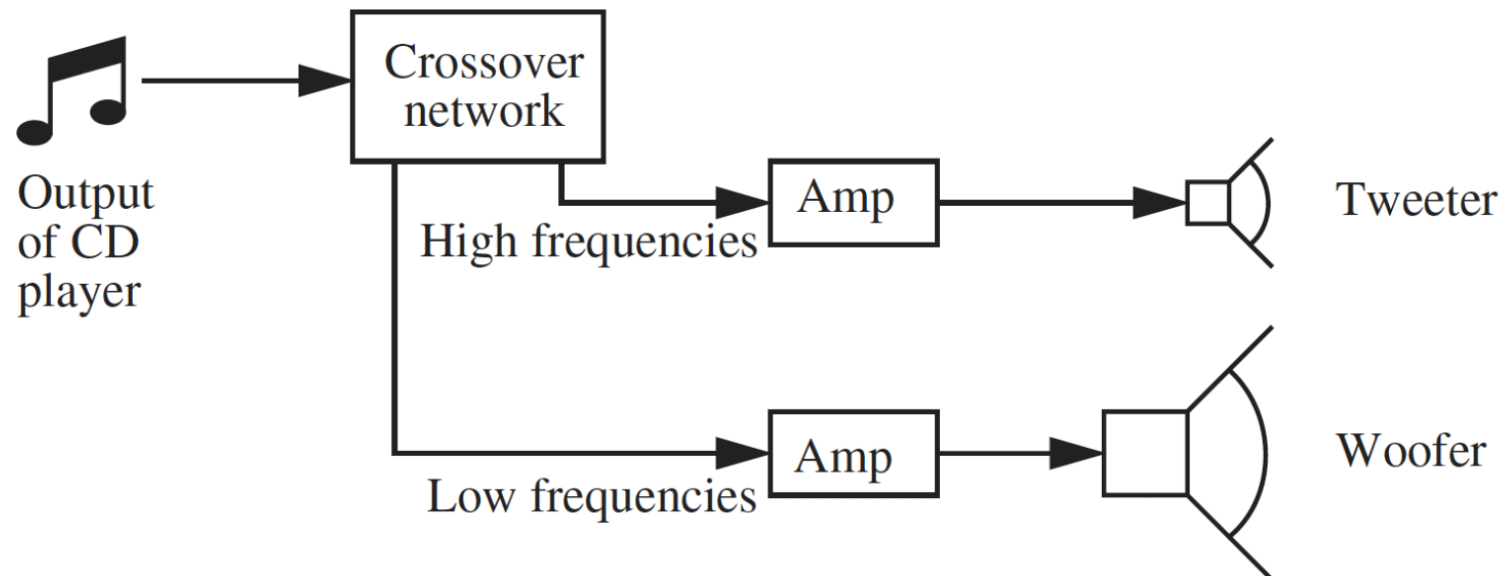 Crossover
network
Output
of CD
player
High frequencies
Amp
Tweeter
Low frequencies
Amp
Woofer